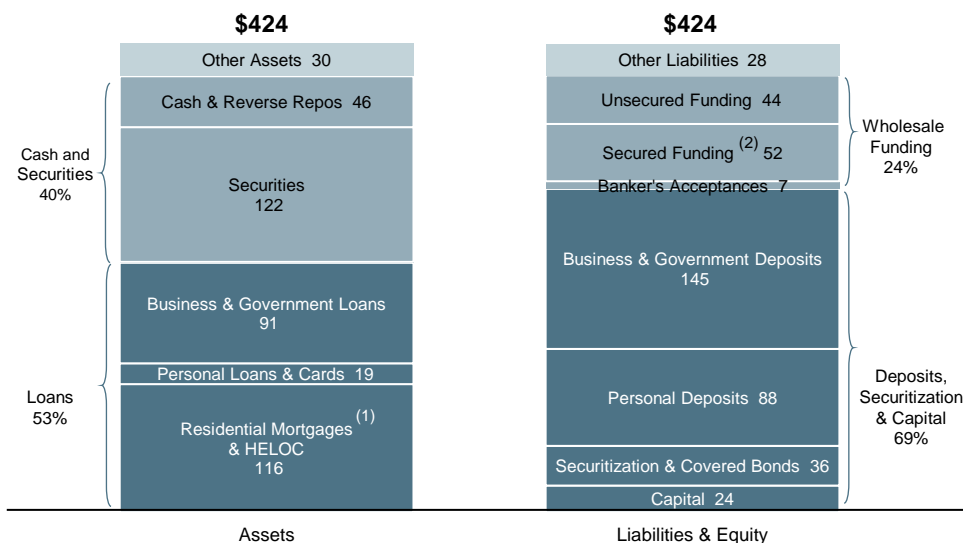 $424
Other Assets 30
Cash & Reverse Repos 46
Cash and
Securities
40%
Securities
122
Business & Government Loans
91
Personal Loans & Cards 19
Loans
53%
Residential Mortgages (1)
& HELOC
116
Assets
$424
Other Liabilities 28
Unsecured Funding 44
Secured Funding (2) 52
Banker's Acceptances 7
Wholesale
Funding
24%
Business & Government Deposits
145
Personal Deposits 88
Securitization & Covered Bonds 36
Capital 24
Deposits,
Securitization
& Capital
69%
Liabilities & Equity